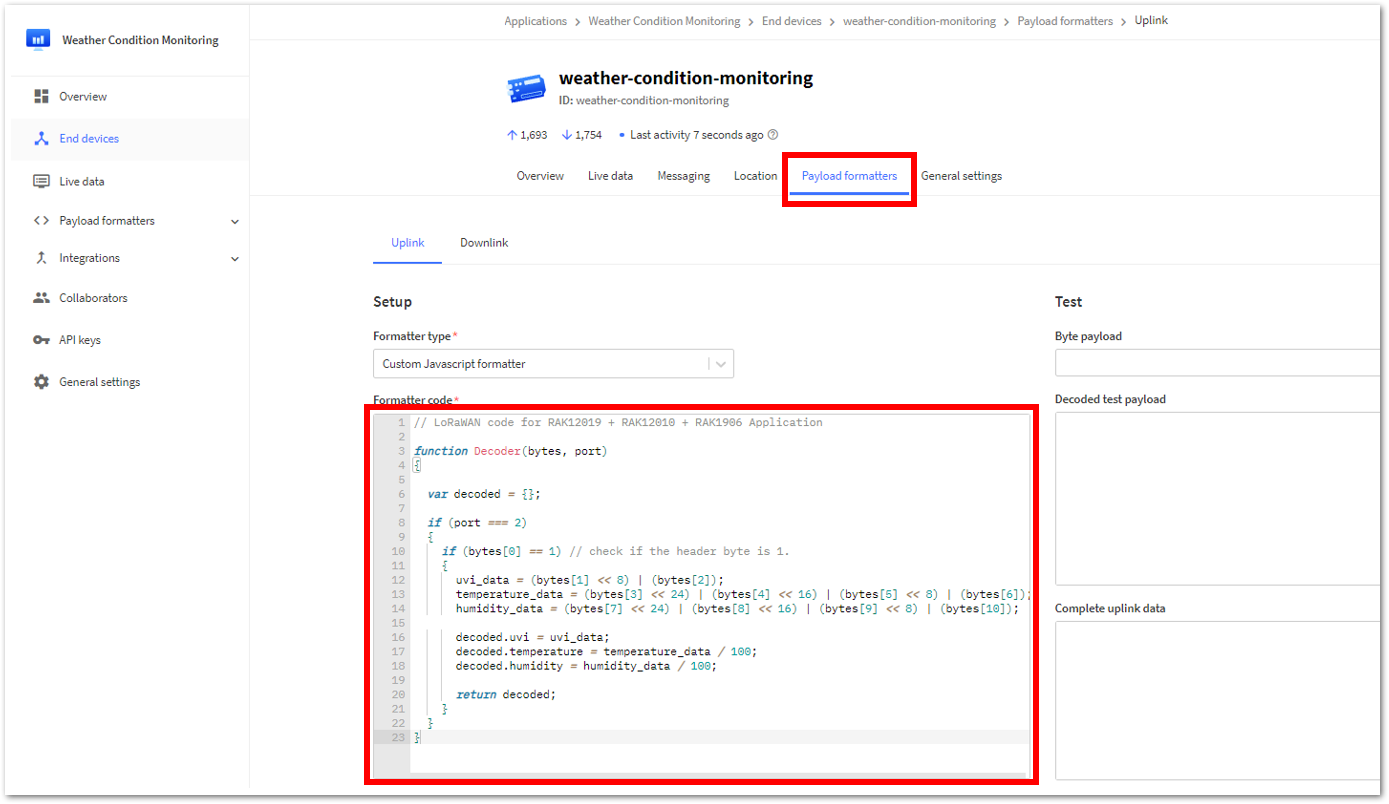 Applications > Weather Condition Monitoring > End devices > weather-condition-monitoring > Payload formatters > Uplink
Weather Condition Monitoring
Overview
End devices
Live data
Payload formatters
Integrations
Collaborators
API keys
General settings
weather-condition-monitoring
ID: weather-condition-monitoring
↑ 1,693 ↓ 1,754 • Last activity 7 seconds ago
Overview Live data Messaging Location Payload formatters General settings
Uplink Downlink
Setup
Formatter type*
Custom Javascript formatter
Formatter code*
1 // LoRaWAN code for RAK12019 + RAK12010 + RAK1906 Application
2
3 function Decoder(bytes, port)
4 {
5
6 var decoded = {};
7
8 if (port === 2)
9 {
10 if (bytes[0] == 1) // check if the header byte is 1.
11 {
12 uvi_data = (bytes[1] << 8) | (bytes[2]);
13 temperature_data = (bytes[3] << 24) | (bytes[4] << 16) | (bytes[5] << 8) | (bytes[6]);
14 humidity_data = (bytes[7] << 24) | (bytes[8] << 16) | (bytes[9] << 8) | (bytes[10]);
15
16 decoded.uvi = uvi_data;
17 decoded.temperature = temperature_data / 100;
18 decoded.humidity = humidity_data / 100;
19
20 return decoded;
21 }
22 }
23 }
Test
Byte payload
Decoded test payload
Complete uplink data